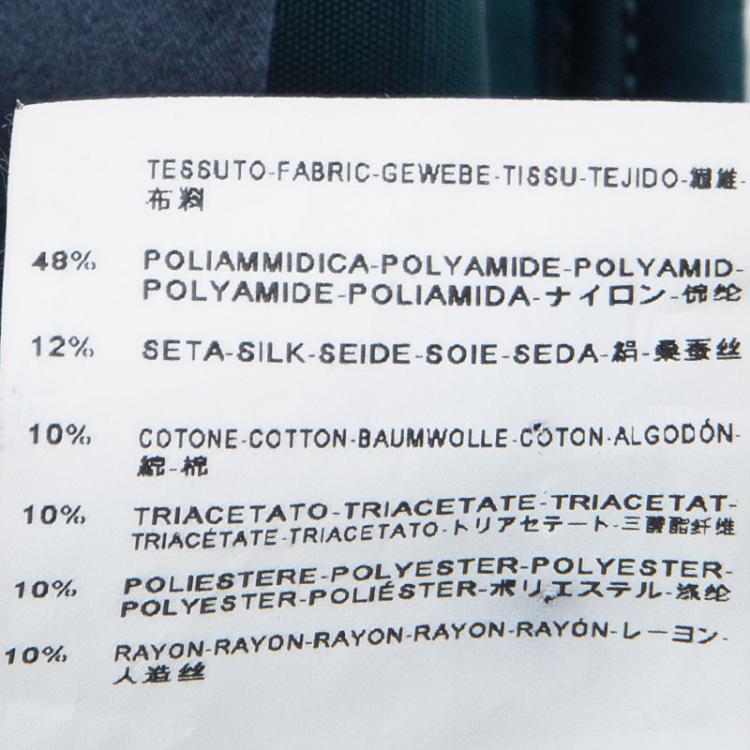 TESSUTO-FABRIC-GEWEBE-TISSU-TEJIDO-繊維-
布料
48% POLIAMMIDICA-POLYAMIDE-POLYAMID-
POLYAMIDE-POLIAMIDA-ナイロン-锦纶
12% SETA-SILK-SEIDE-SOIE-SEDA-絹-桑蚕丝
10% COTONE-COTTON-BAUMWOLLE-COTON-ALGODÓN-
綿-棉
10% TRIACETATO-TRIACETATE-TRIACETAT-
TRIACÉTATE-TRIACETATO-トリアセテート-三醋酯纤维
10% POLIESTERE-POLYESTER-POLYESTER-
POLYESTER-POLIÉSTER-ポリエステル-涤纶
10% RAYON-RAYON-RAYON-RAYON-RAYÓN-レーヨン-
人造丝